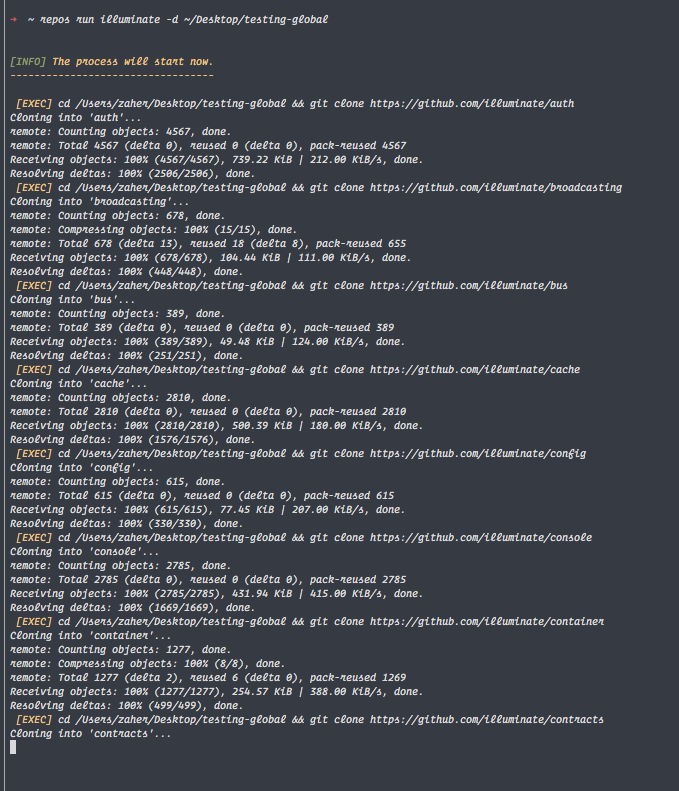 ➜ ~ repos run illuminate -d ~/Desktop/testing-global
[INFO] The process will start now.
----------------------------------
[EXEC] cd /Users/zaher/Desktop/testing-global && git clone https://github.com/illuminate/auth
Cloning into 'auth'...
remote: Counting objects: 4567, done.
remote: Total 4567 (delta 0), reused 0 (delta 0), pack-reused 4567
Receiving objects: 100% (4567/4567), 739.22 KiB | 212.00 KiB/s, done.
Resolving deltas: 100% (2506/2506), done.
[EXEC] cd /Users/zaher/Desktop/testing-global && git clone https://github.com/illuminate/broadcasting
Cloning into 'broadcasting'...
remote: Counting objects: 678, done.
remote: Compressing objects: 100% (15/15), done.
remote: Total 678 (delta 13), reused 18 (delta 8), pack-reused 655
Receiving objects: 100% (678/678), 104.44 KiB | 111.00 KiB/s, done.
Resolving deltas: 100% (448/448), done.
[EXEC] cd /Users/zaher/Desktop/testing-global && git clone https://github.com/illuminate/bus
Cloning into 'bus'...
remote: Counting objects: 389, done.
remote: Total 389 (delta 0), reused 0 (delta 0), pack-reused 389
Receiving objects: 100% (389/389), 49.48 KiB | 124.00 KiB/s, done.
Resolving deltas: 100% (251/251), done.
[EXEC] cd /Users/zaher/Desktop/testing-global && git clone https://github.com/illuminate/cache
Cloning into 'cache'...
remote: Counting objects: 2810, done.
remote: Total 2810 (delta 0), reused 0 (delta 0), pack-reused 2810
Receiving objects: 100% (2810/2810), 500.39 KiB | 180.00 KiB/s, done.
Resolving deltas: 100% (1576/1576), done.
[EXEC] cd /Users/zaher/Desktop/testing-global && git clone https://github.com/illuminate/config
Cloning into 'config'...
remote: Counting objects: 615, done.
remote: Total 615 (delta 0), reused 0 (delta 0), pack-reused 615
Receiving objects: 100% (615/615), 77.45 KiB | 207.00 KiB/s, done.
Resolving deltas: 100% (330/330), done.
[EXEC] cd /Users/zaher/Desktop/testing-global && git clone https://github.com/illuminate/console
Cloning into 'console'...
remote: Counting objects: 2785, done.
remote: Total 2785 (delta 0), reused 0 (delta 0), pack-reused 2785
Receiving objects: 100% (2785/2785), 431.94 KiB | 415.00 KiB/s, done.
Resolving deltas: 100% (1669/1669), done.
[EXEC] cd /Users/zaher/Desktop/testing-global && git clone https://github.com/illuminate/container
Cloning into 'container'...
remote: Counting objects: 1277, done.
remote: Compressing objects: 100% (8/8), done.
remote: Total 1277 (delta 2), reused 6 (delta 0), pack-reused 1269
Receiving objects: 100% (1277/1277), 254.57 KiB | 388.00 KiB/s, done.
Resolving deltas: 100% (499/499), done.
[EXEC] cd /Users/zaher/Desktop/testing-global && git clone https://github.com/illuminate/contracts
Cloning into 'contracts'...